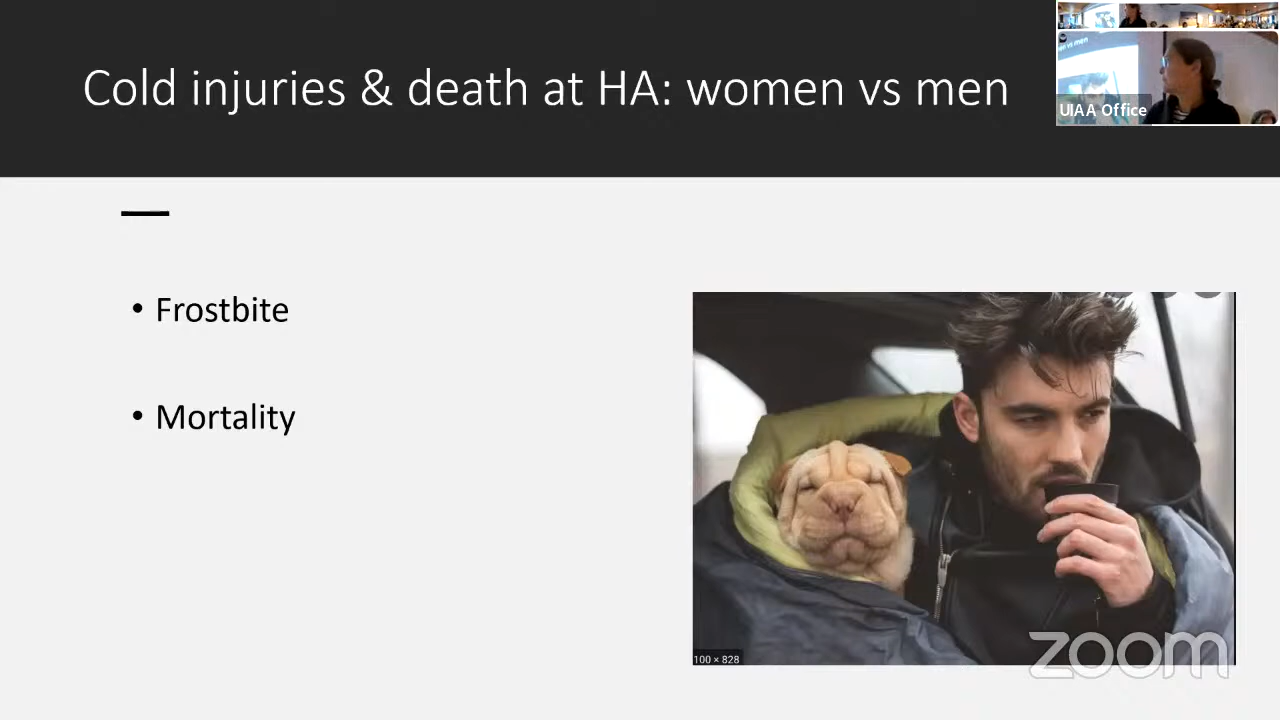 Cold injuries & death at HA: women vs men
UIAA Office
• Frostbite
• Mortality
100 × 828
zoom